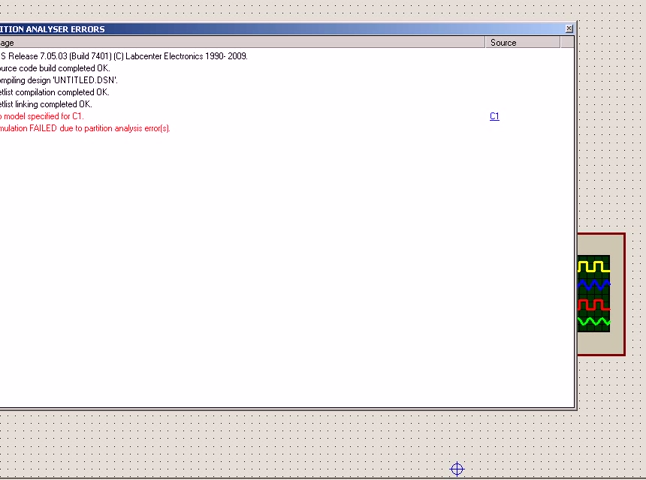 ITION ANALYSER ERRORS
age Source
S Release 7.05.03 (Build 7401) (C) Labcenter Electronics 1990- 2009.
ource code build completed OK.
mpiling design 'UNTITLED.DSN'.
etlist compilation completed OK.
etlist linking completed OK.
o model specified for C1. C1
mulation FAILED due to partition analysis error(s).